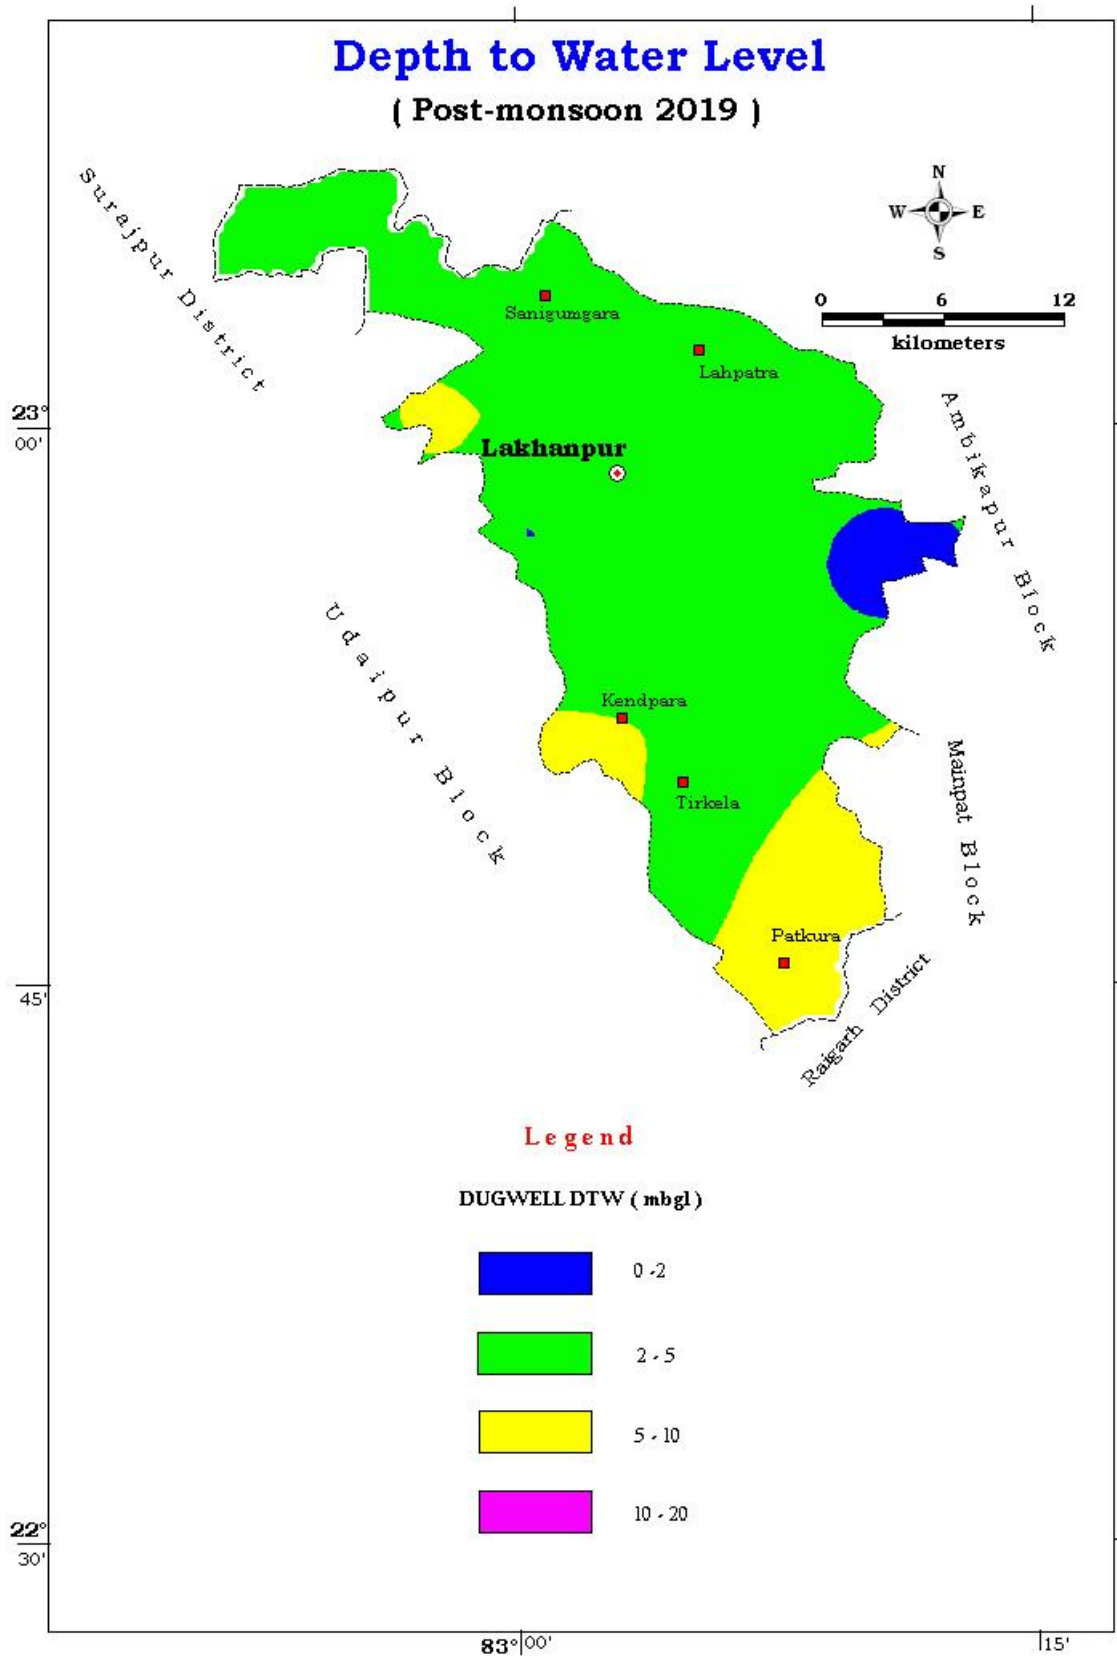 Depth to Water Level
( Post-monsoon 2019 )
N
W E
S
0 6 12
kilometers
Surajpur District
Sanigumgara
Lahpatra
Ambikapur Block
23°
00'
Lakhanpur
Udaipur Block
Kendpara
Tirkela
Mainpat Block
Patkura
45'
Raigarh District
Legend
DUGWELL DTW ( mbgl )
0 -2
2 - 5
5 - 10
10 - 20
22°
30'
83° 00' 15'